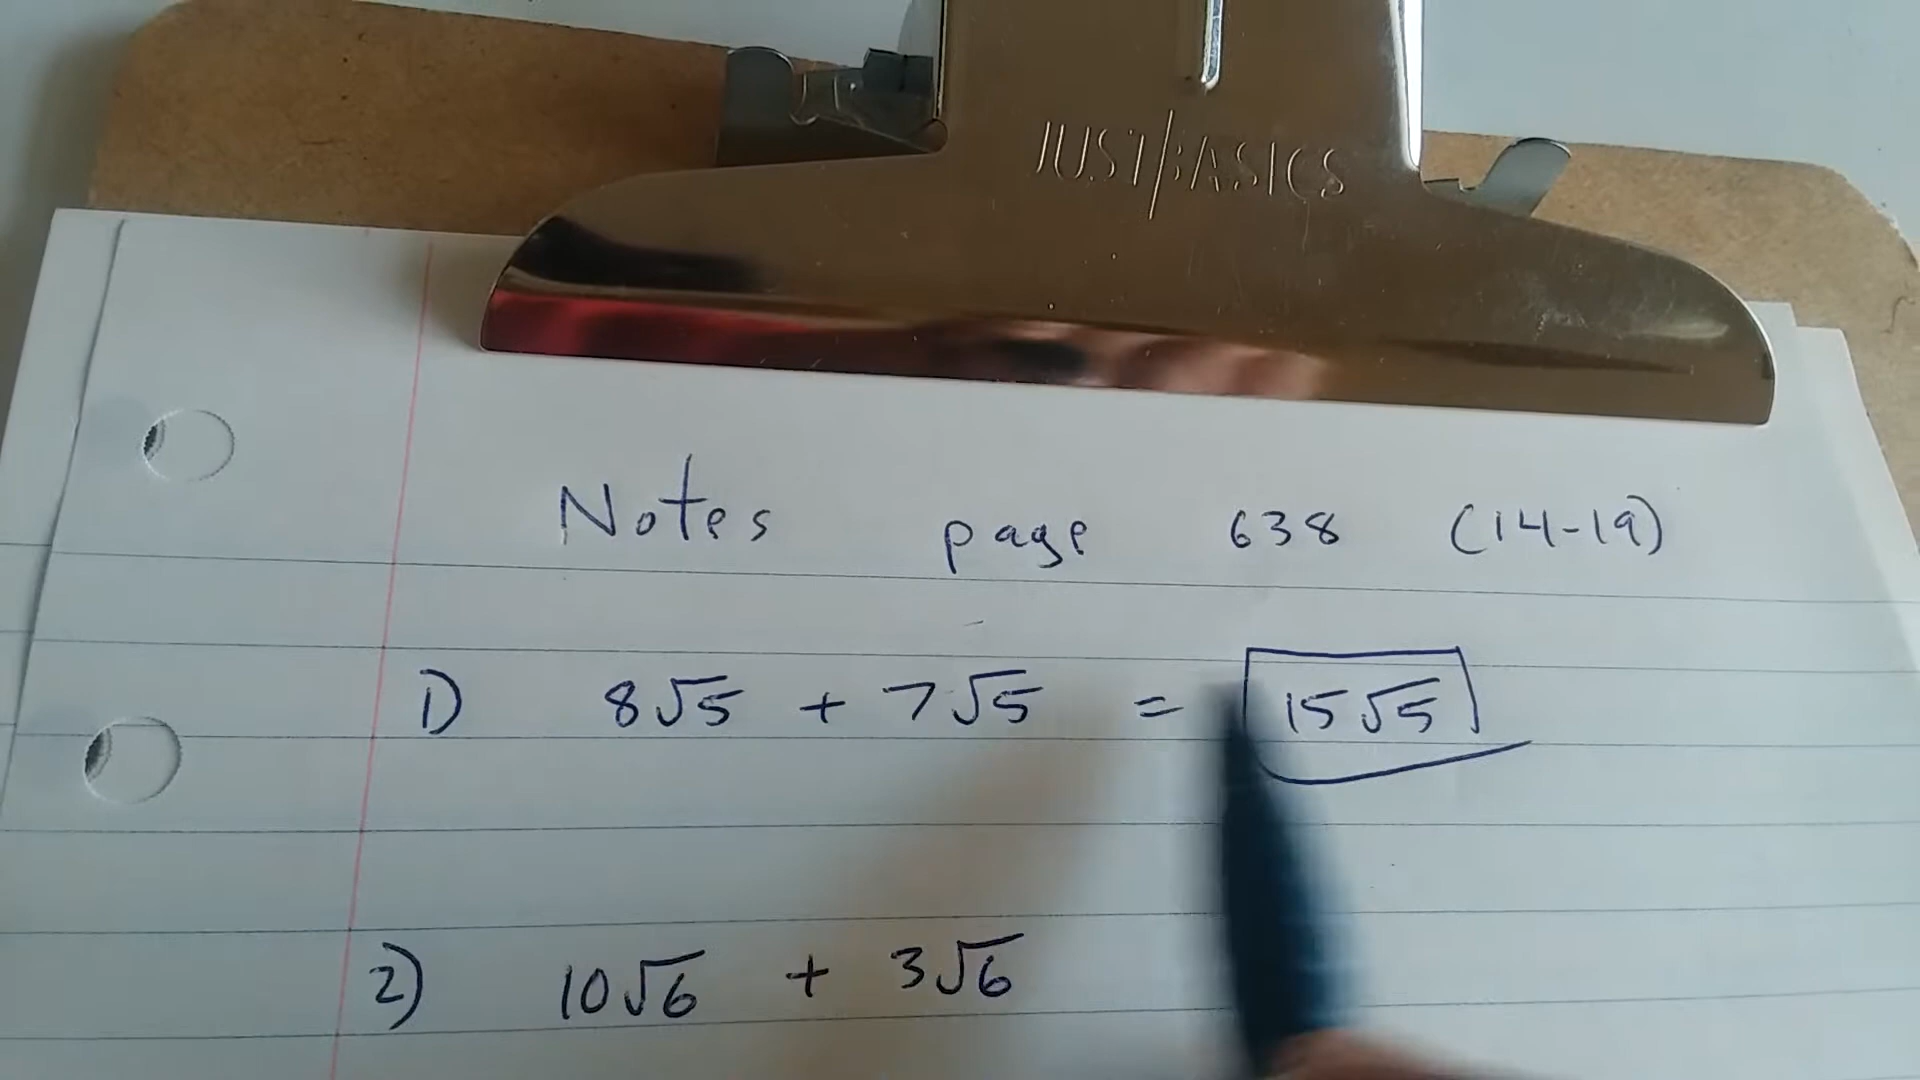 JUST/BASICS
Notes page 638 (14-19)
1) 8√5 + 7√5 = 15√5
2) 10√6 + 3√6